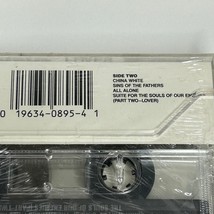 SIDE TWO
CHINA WHITE
SINS OF THE FATHERS
ALL ALONE
SUITE FOR THE SOULS OF OUR
(PART TWO–LOVER)
0 19634-0895-4 1